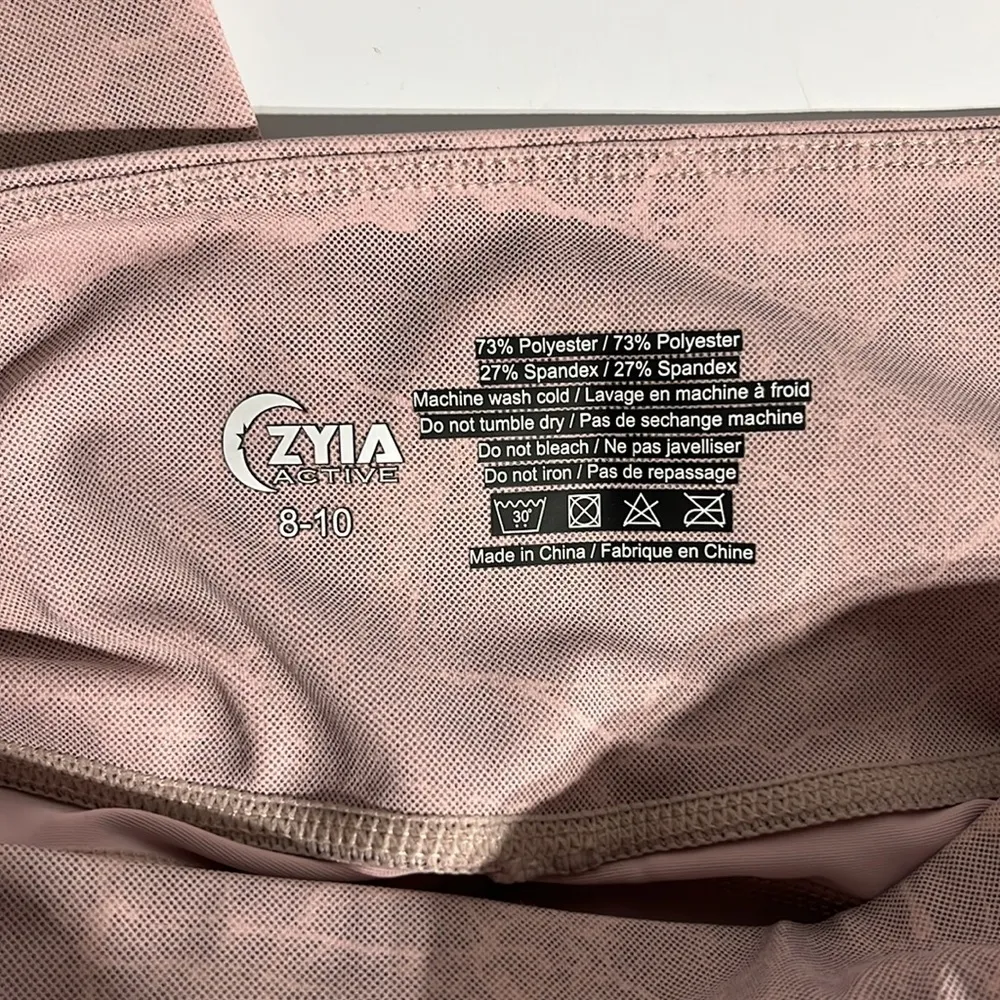 ZYIA
ACTIVE
8-10
73% Polyester / 73% Polyester
27% Spandex / 27% Spandex
Machine wash cold / Lavage en machine à froid
Do not tumble dry / Pas de sechange machine
Do not bleach / Ne pas javelliser
Do not iron / Pas de repassage
30°
Made in China / Fabrique en Chine